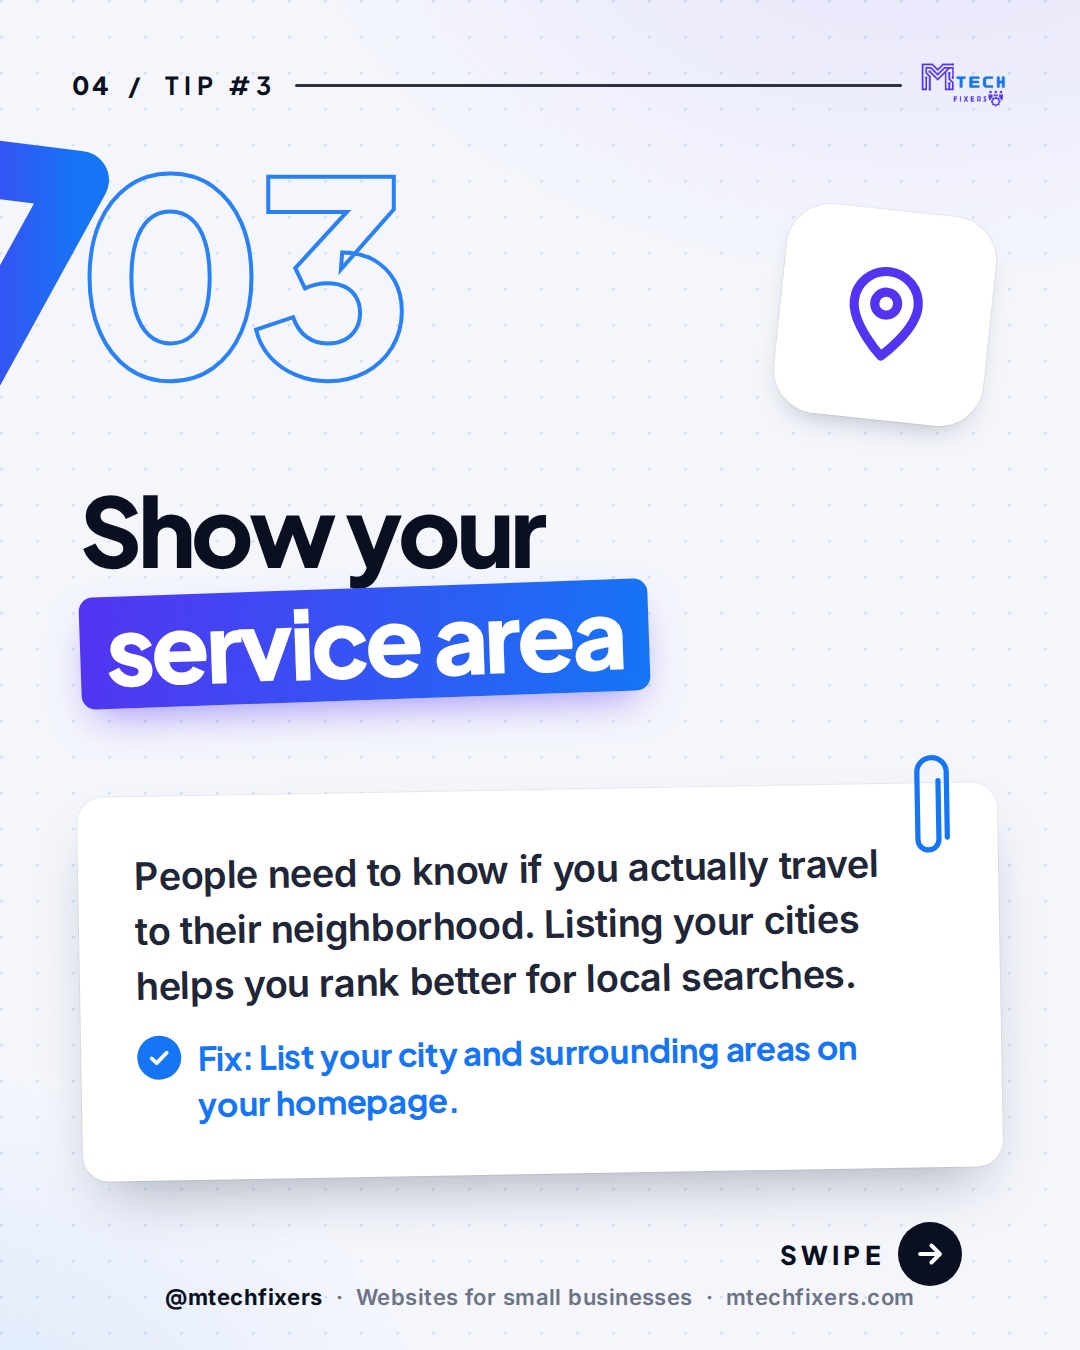 04 / TIP #3
MTECH
FIXERS
7
03
Show your
service area
People need to know if you actually travel
to their neighborhood. Listing your cities
helps you rank better for local searches.
Fix: List your city and surrounding areas on
your homepage.
SWIPE
@mtechfixers · Websites for small businesses · mtechfixers.com